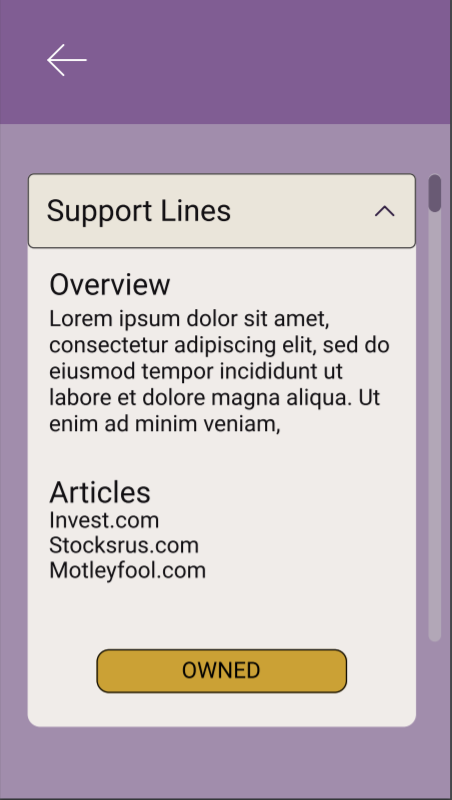 Support Lines
Overview
Lorem ipsum dolor sit amet,
consectetur adipiscing elit, sed do
eiusmod tempor incididunt ut
labore et dolore magna aliqua. Ut
enim ad minim veniam,
Articles
Invest.com
Stocksrus.com
Motleyfool.com
OWNED